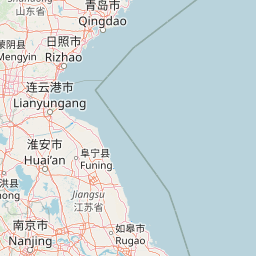 青岛市
Qingdao
山东省
日照市
Rizhao
蒙阴县
Mengyin
连云港市
Lianyungang
淮安市
Huai'an
阜宁县
Funing
洪县
hong
Jiangsu
江苏省
南京市
Nanjing
如皋市
Rugao